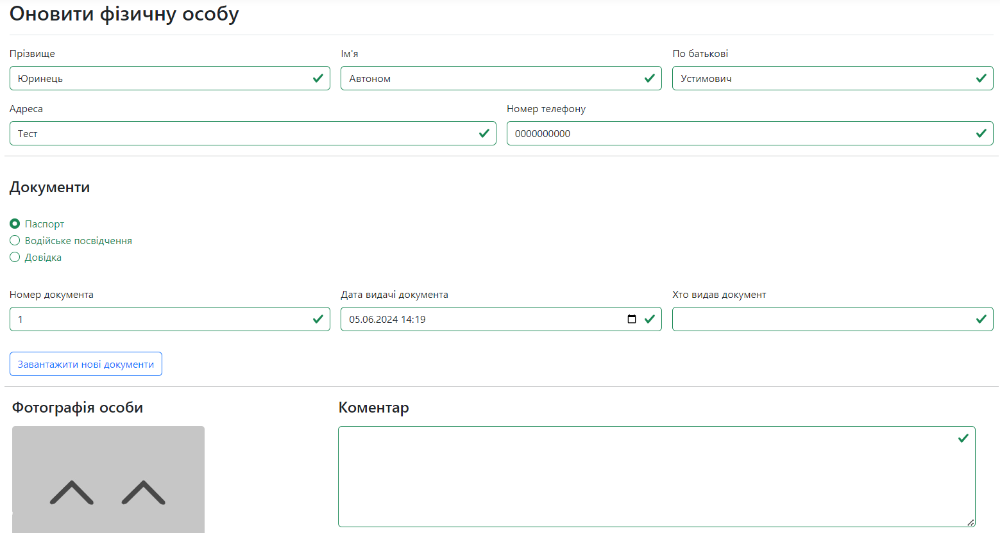 Оновити фізичну особу
Прізвище
Ім'я
По батькові
Юринець
Автоном
Устимович
Адреса
Номер телефону
Тест
0000000000
Документи
Паспорт
Водійське посвідчення
Довідка
Номер документа
Дата видачі документа
Хто видав документ
1
05.06.2024 14:19
Завантажити нові документи
Фотографія особи
Коментар